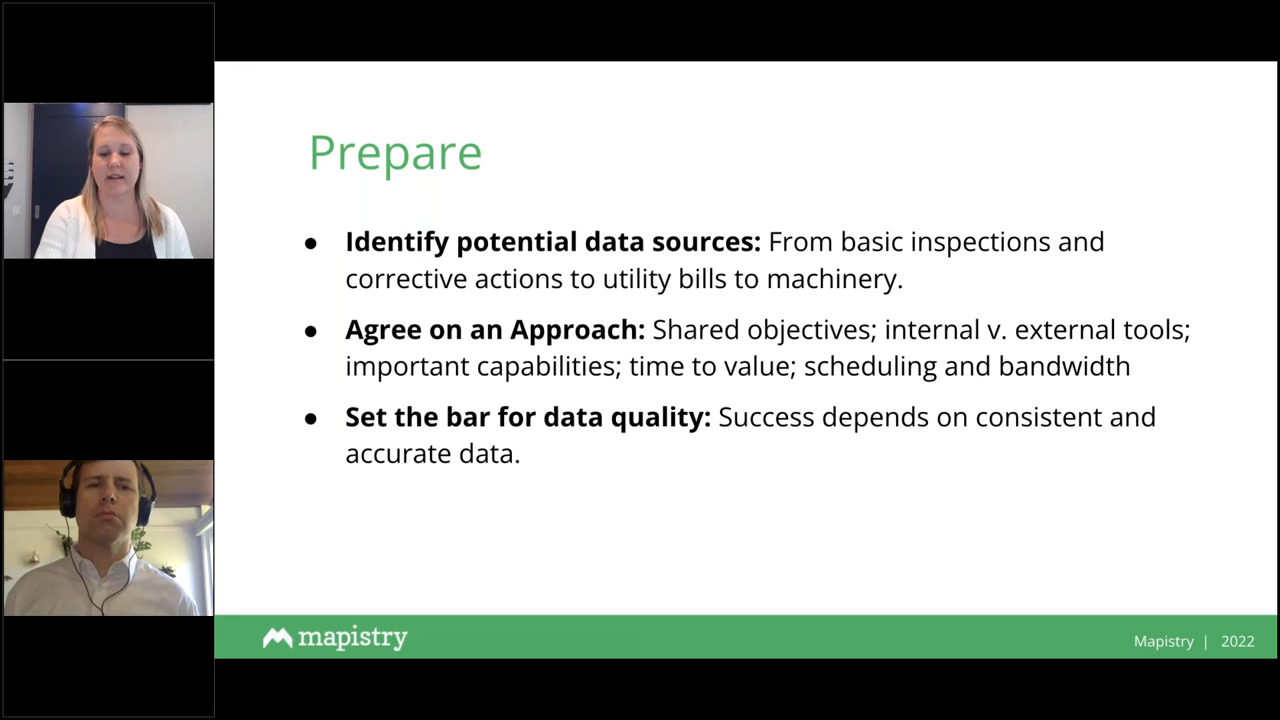 Prepare
● Identify potential data sources: From basic inspections and
corrective actions to utility bills to machinery.
● Agree on an Approach: Shared objectives; internal v. external tools;
important capabilities; time to value; scheduling and bandwidth
● Set the bar for data quality: Success depends on consistent and
accurate data.
mapistry
Mapistry | 2022